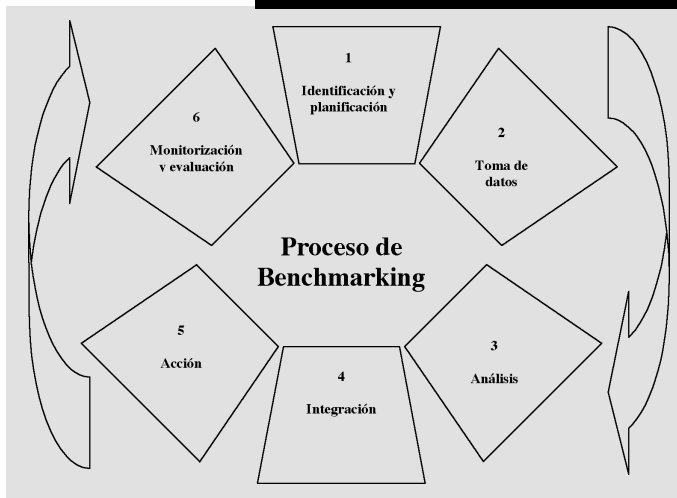 1
Identificación y
planificación
2
Toma de
datos
3
Análisis
4
Integración
5
Acción
6
Monitorización
y evaluación
Proceso de
Benchmarking